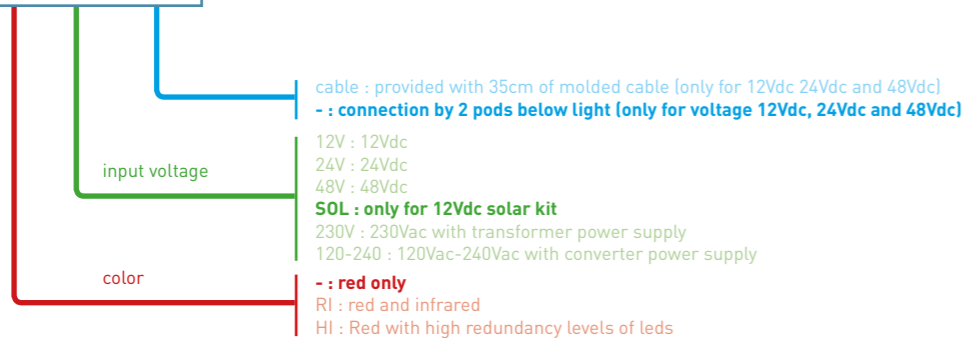 cable : provided with 35cm of molded cable (only for 12Vdc 24Vdc and 48Vdc)
- : connection by 2 pods below light (only for voltage 12Vdc, 24Vdc and 48Vdc)
input voltage
12V : 12Vdc
24V : 24Vdc
48V : 48Vdc
SOL : only for 12Vdc solar kit
230V : 230Vac with transformer power supply
120-240 : 120Vac-240Vac with converter power supply
color
- : red only
RI : red and infrared
HI : Red with high redundancy levels of leds